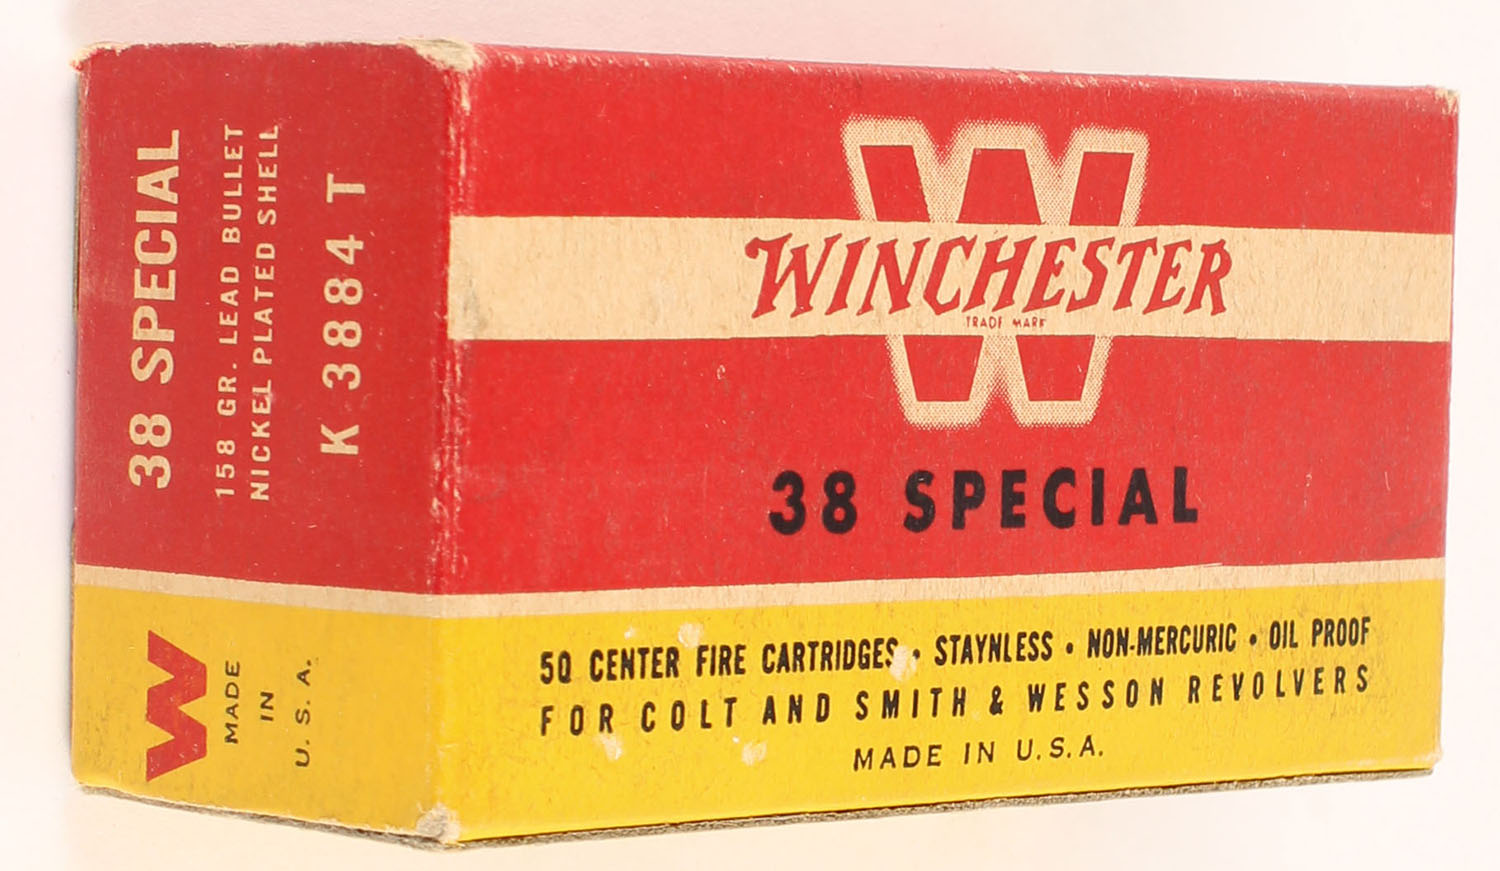 38 SPECIAL
158 GR. LEAD BULLET
NICKEL PLATED SHELL
K 3884 T
W
MADE
IN
U. S. A.
W
WINCHESTER
TRADE MARK
38 SPECIAL
50 CENTER FIRE CARTRIDGES • STAYNLESS • NON-MERCURIC • OIL PROOF
FOR COLT AND SMITH & WESSON REVOLVERS
MADE IN U.S.A.